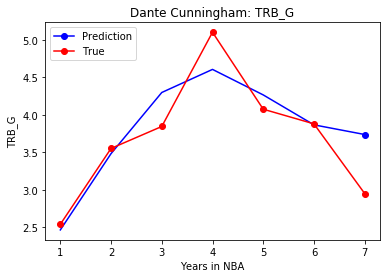 Dante Cunningham: TRB_G
Prediction
True
5.0
4.5
4.0
3.5
3.0
2.5
TRB_G
1 2 3 4 5 6 7
Years in NBA